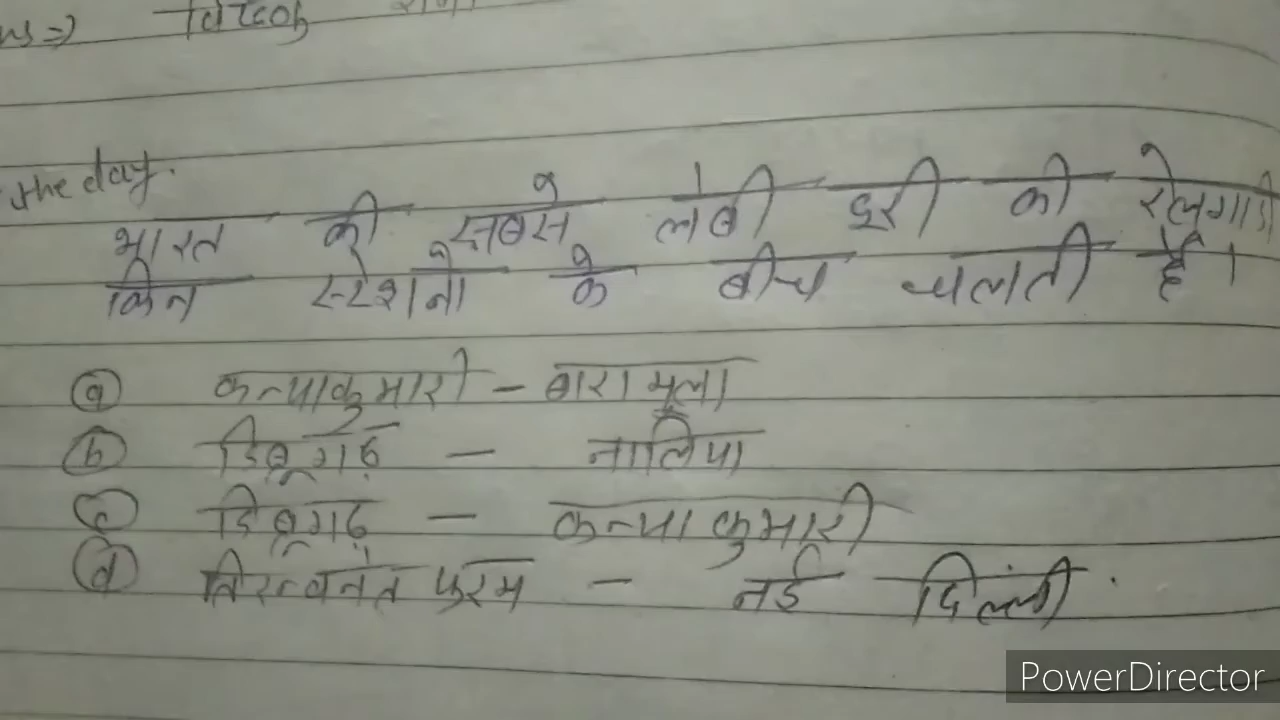 the day.
भारत की सबसे लंबी दूरी की रेलगाडी
किन स्टेशनो के बीच चलती है।
(a) कन्याकुमारी – बारामूला
(b) डिब्रूगढ़ – नालिया
(c) डिब्रूगढ़ – कन्याकुमारी
(d) तिरुवनंतपुरम – नई दिल्ली.
PowerDirector